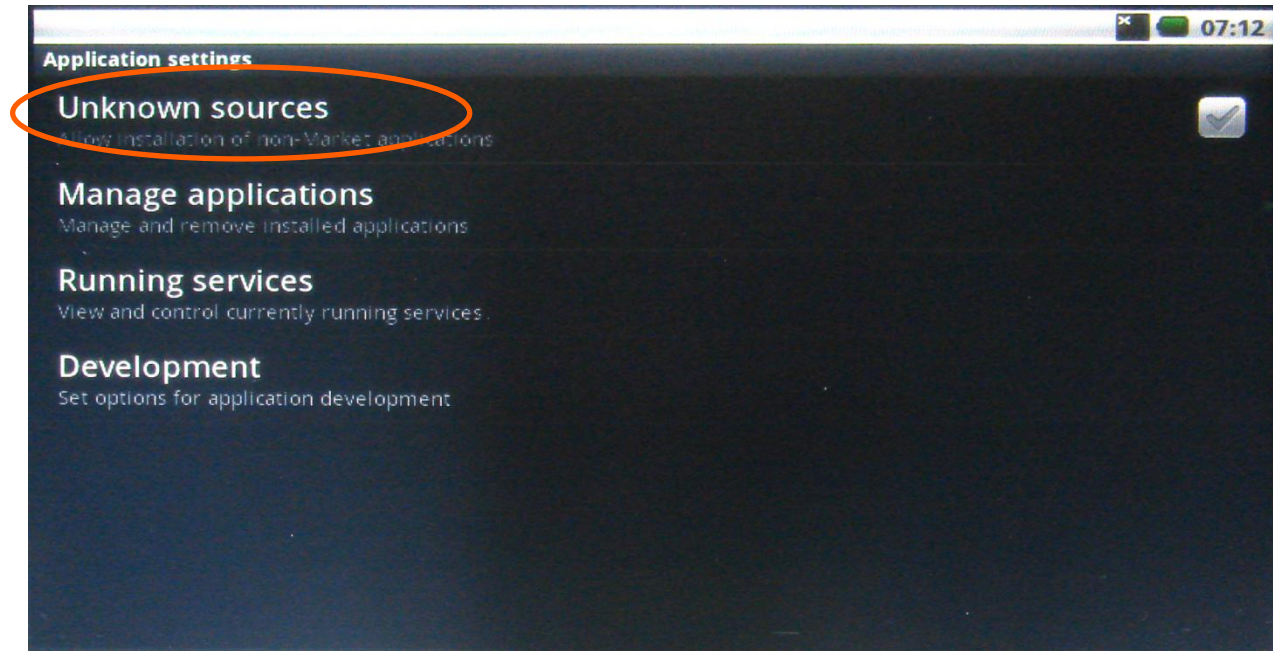 07:12
Application settings
Unknown sources
Allow installation of non-Market applications
Manage applications
Manage and remove installed applications
Running services
View and control currently running services
Development
Set options for application development